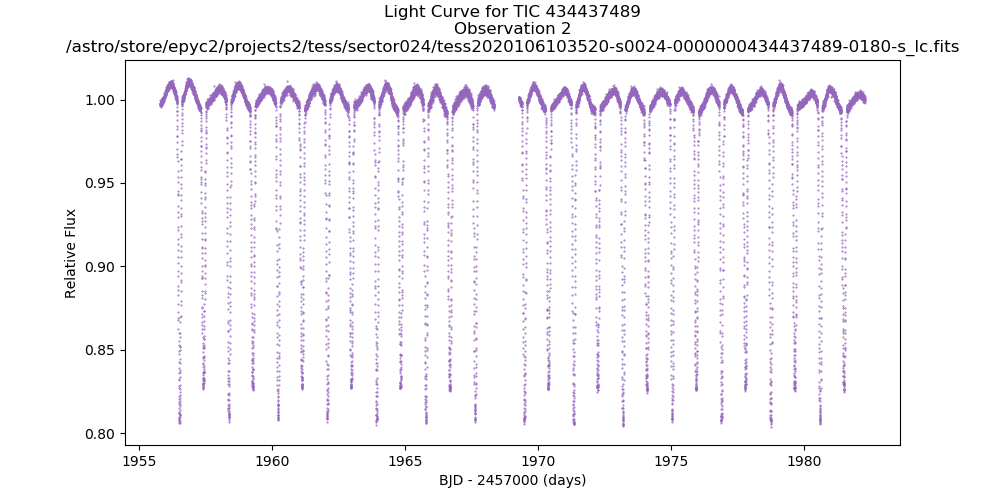 Light Curve for TIC 434437489
Observation 2
/astro/store/epyc2/projects2/tess/sector024/tess2020106103520-s0024-0000000434437489-0180-s_lc.fits
1.00
0.95
0.90
0.85
0.80
Relative Flux
1955
1960
1965
1970
1975
1980
BJD - 2457000 (days)